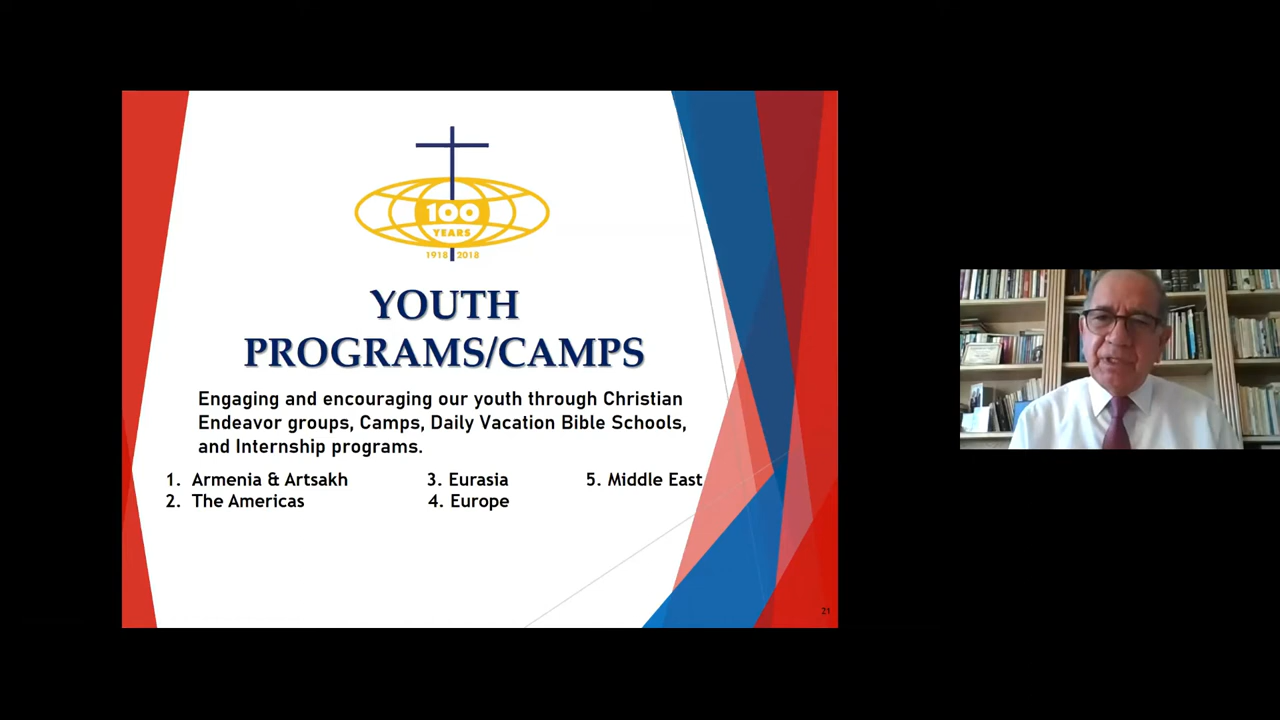 100
YEARS
1918 2018
YOUTH
PROGRAMS/CAMPS
Engaging and encouraging our youth through Christian
Endeavor groups, Camps, Daily Vacation Bible Schools,
and Internship programs.
1. Armenia & Artsakh 3. Eurasia 5. Middle East
2. The Americas 4. Europe
21